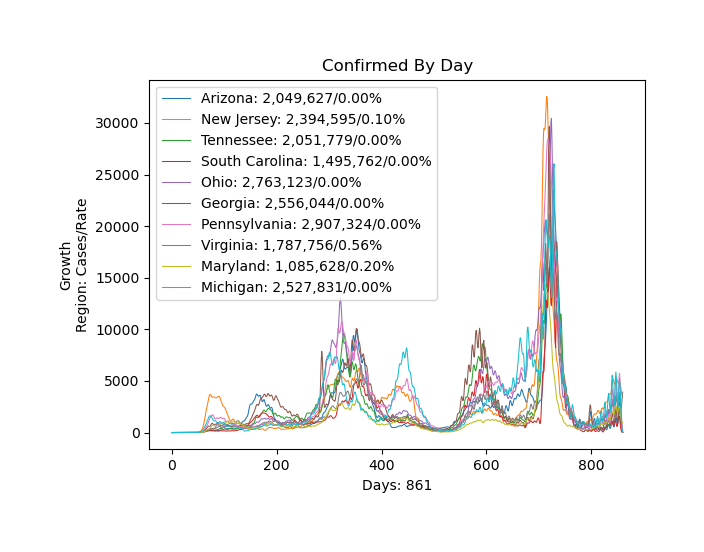 Confirmed By Day
Growth
Region: Cases/Rate
30000
25000
20000
15000
10000
5000
0
Arizona: 2,049,627/0.00%
New Jersey: 2,394,595/0.10%
Tennessee: 2,051,779/0.00%
South Carolina: 1,495,762/0.00%
Ohio: 2,763,123/0.00%
Georgia: 2,556,044/0.00%
Pennsylvania: 2,907,324/0.00%
Virginia: 1,787,756/0.56%
Maryland: 1,085,628/0.20%
Michigan: 2,527,831/0.00%
0 200 400 600 800
Days: 861